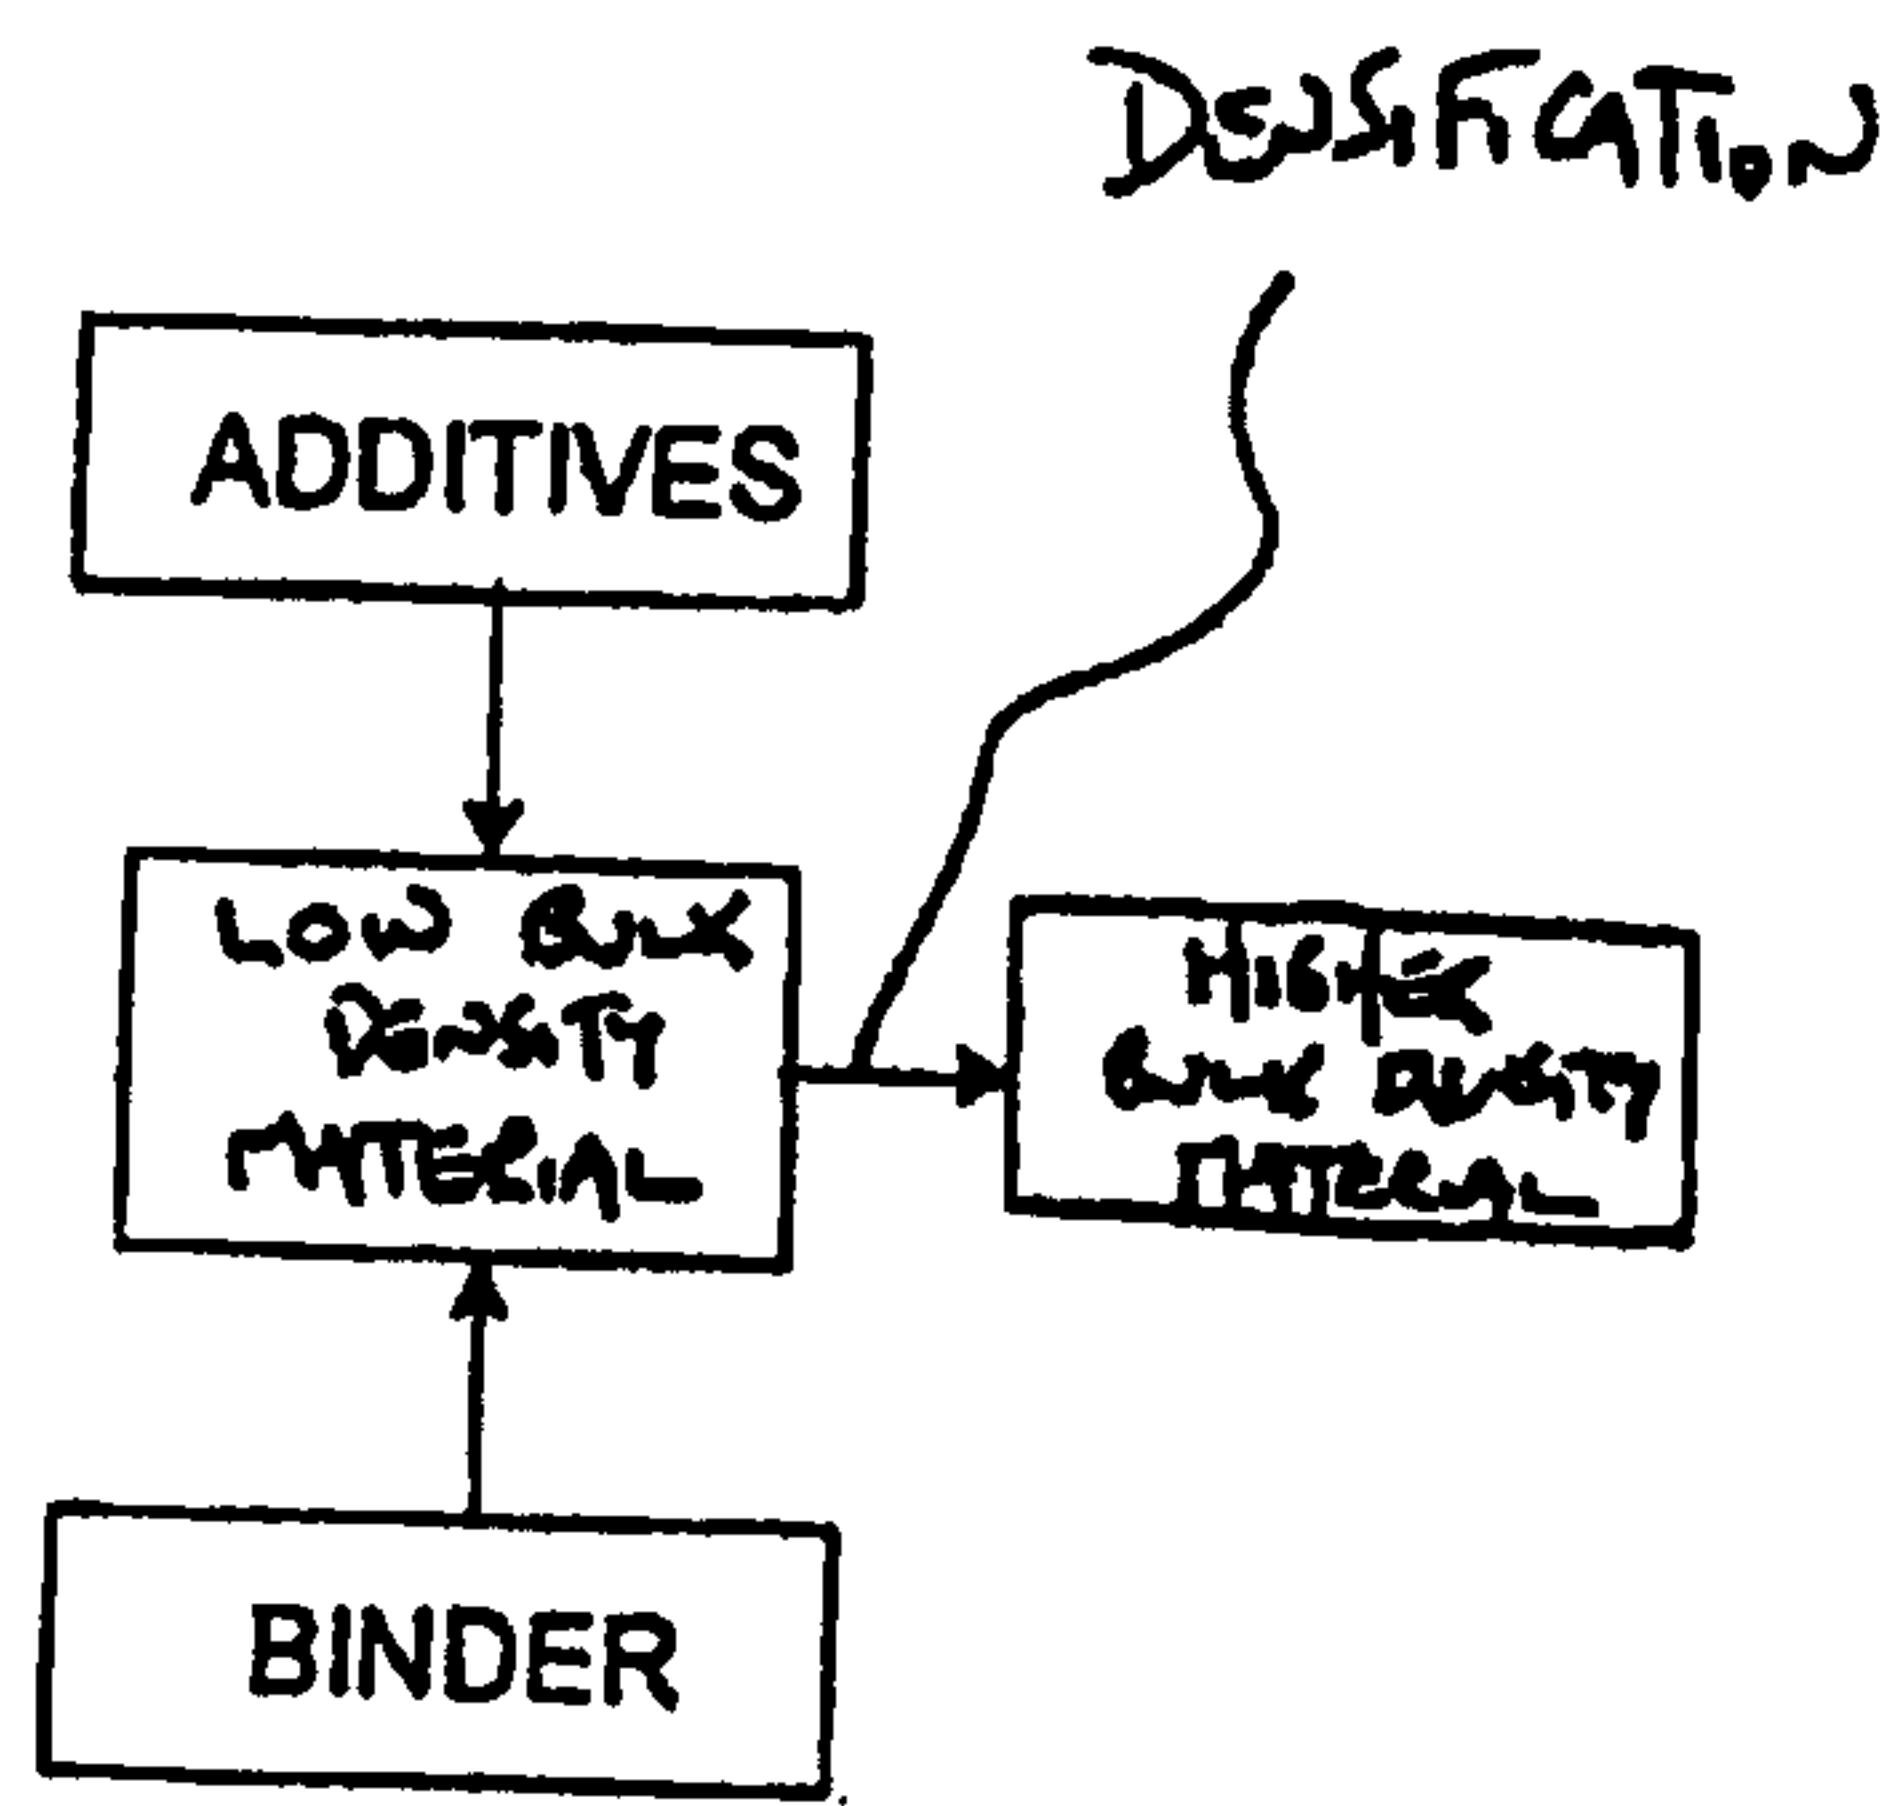 DENSIFICATION
ADDITIVES
LOW BULK
DENSITY
MATERIAL
HIGHER
BULK DENSITY
MATERIAL
BINDER